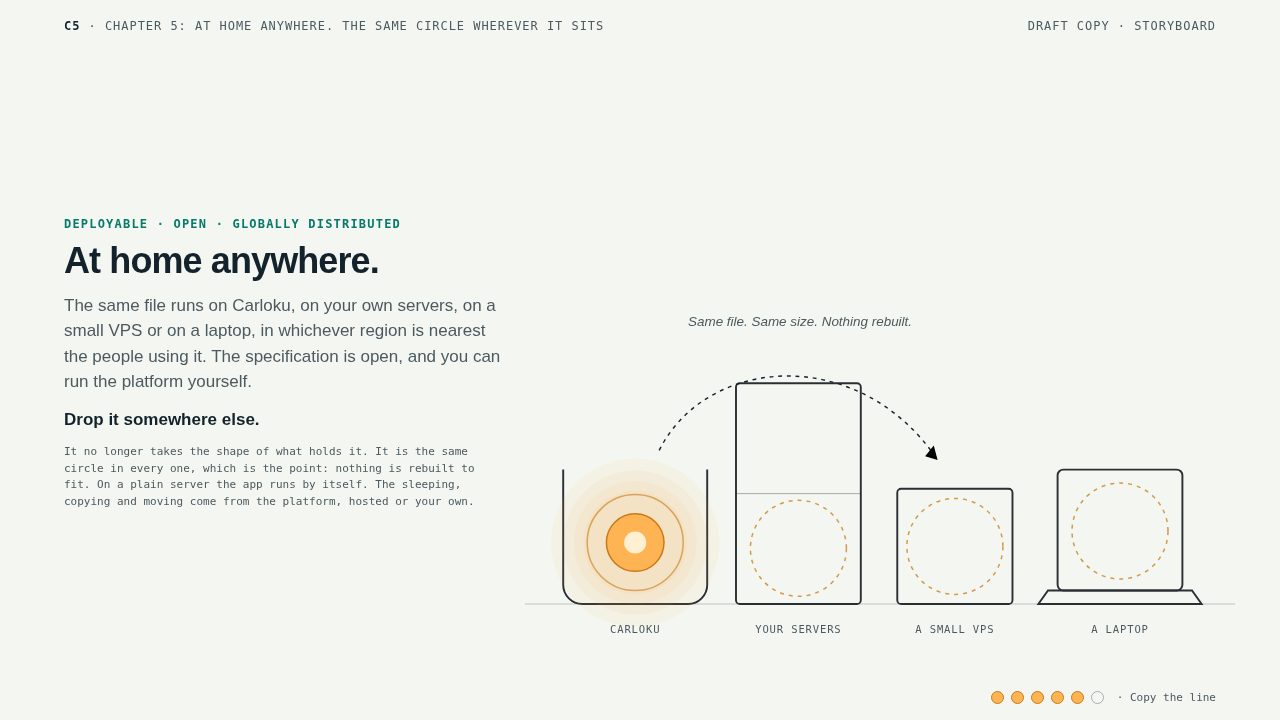 C5 · CHAPTER 5: AT HOME ANYWHERE. THE SAME CIRCLE WHEREVER IT SITS
DRAFT COPY · STORYBOARD
DEPLOYABLE · OPEN · GLOBALLY DISTRIBUTED
At home anywhere.
The same file runs on Carloku, on your own servers, on a
small VPS or on a laptop, in whichever region is nearest
the people using it. The specification is open, and you can
run the platform yourself.
Drop it somewhere else.
It no longer takes the shape of what holds it. It is the same
circle in every one, which is the point: nothing is rebuilt to
fit. On a plain server the app runs by itself. The sleeping,
copying and moving come from the platform, hosted or your own.
Same file. Same size. Nothing rebuilt.
CARLOKU
YOUR SERVERS
A SMALL VPS
A LAPTOP
· Copy the line